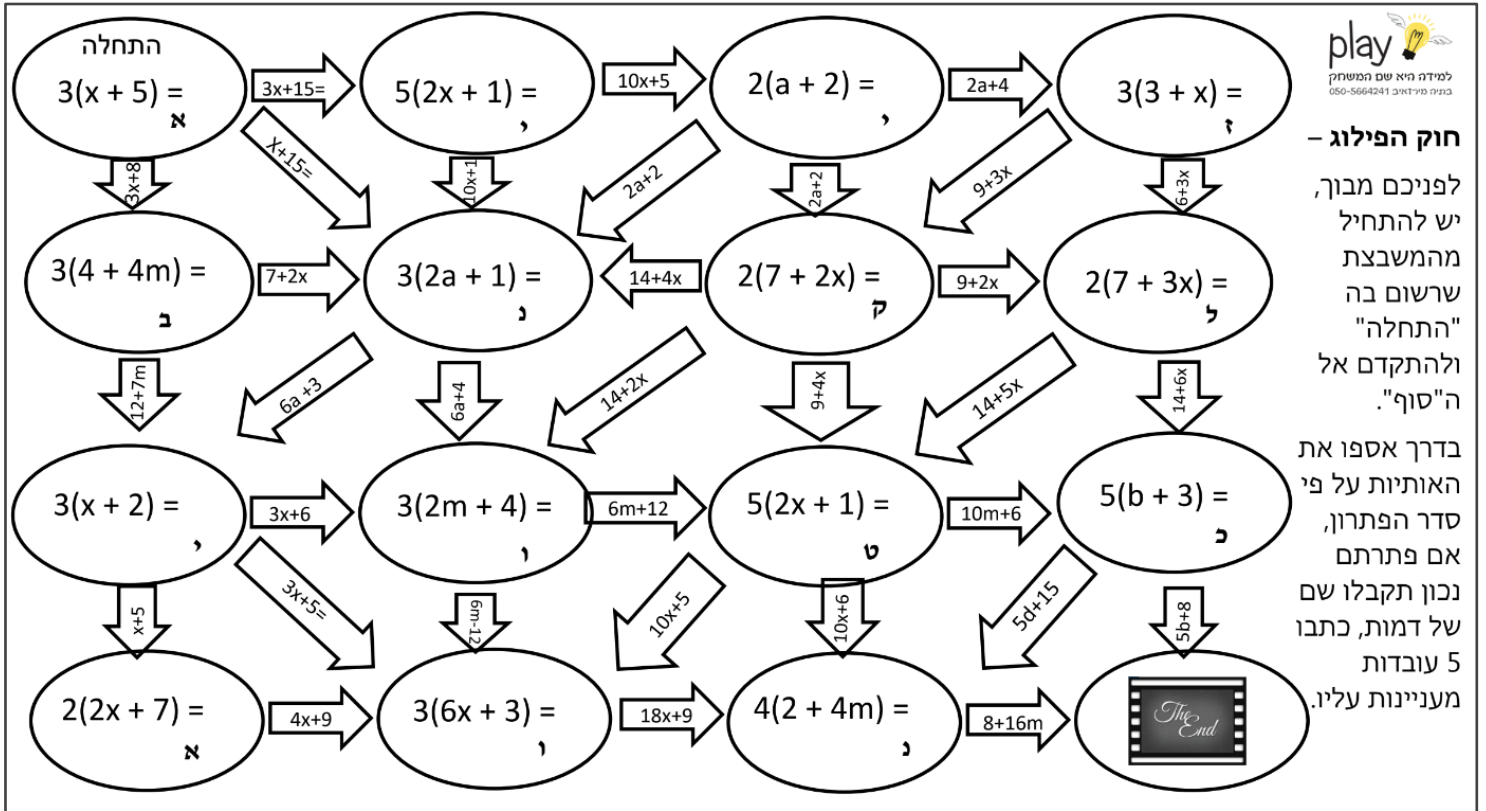 התחלה
3(x + 5) =
א
3x+15=
5(2x + 1) =
י
10x+5
2(a + 2) =
י
2a+4
3(3 + x) =
ז
3x+8
X+15=
10x+1
2a+2
2a+2
9+3x
6+3x
3(4 + 4m) =
ב
7+2x
3(2a + 1) =
נ
14+4x
2(7 + 2x) =
ק
9+2x
2(7 + 3x) =
ל
12+7m
6a +3
6a+4
14+2x
9+4x
14+5x
14+6x
3(x + 2) =
י
3x+6
3(2m + 4) =
ו
6m+12
5(2x + 1) =
ט
10m+6
5(b + 3) =
כ
x+5
3x+5=
6m-12
10x+5
10x+6
5d+15
5b+8
2(2x + 7) =
א
4x+9
3(6x + 3) =
ו
18x+9
4(2 + 4m) =
נ
8+16m
The
End
play
למידה היא שם המשחק
בתיה מירזאיב 050-5664241
חוק הפילוג –
לפניכם מבוך,
יש להתחיל
מהמשבצת
שרשום בה
"התחלה"
ולהתקדם אל
ה"סוף".
בדרך אספו את
האותיות על פי
סדר הפתרון,
אם פתרתם
נכון תקבלו שם
של דמות, כתבו
5 עובדות
מעניינות עליו.